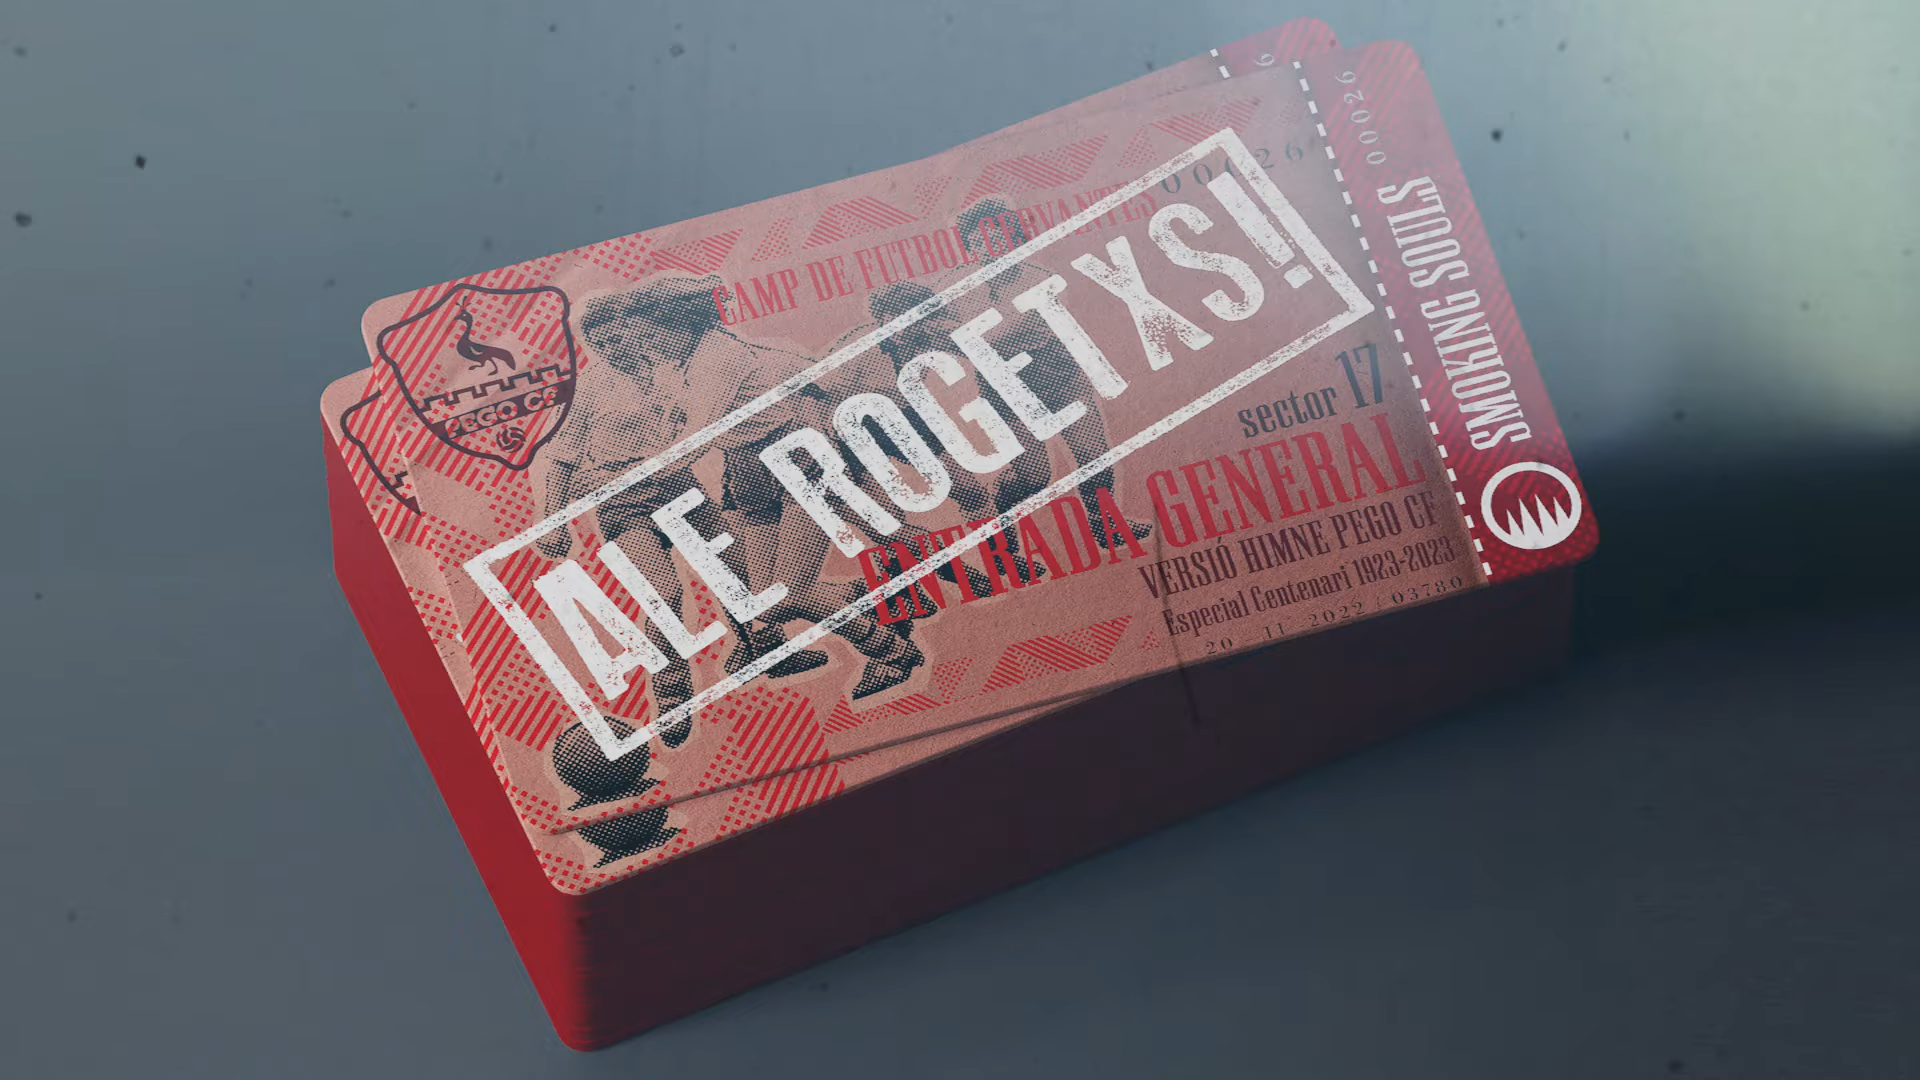 00026
CAMP DE FUTBOL CERVANTES
PEGO CF
ALE ROGETXS!
sector 17
ENTRADA GENERAL
VERSIÓ HIMNE PEGO CF
Especial Centenari 1923-2023
20 - 11 - 2022 / 03780
00026
SMOKING SOULS
6